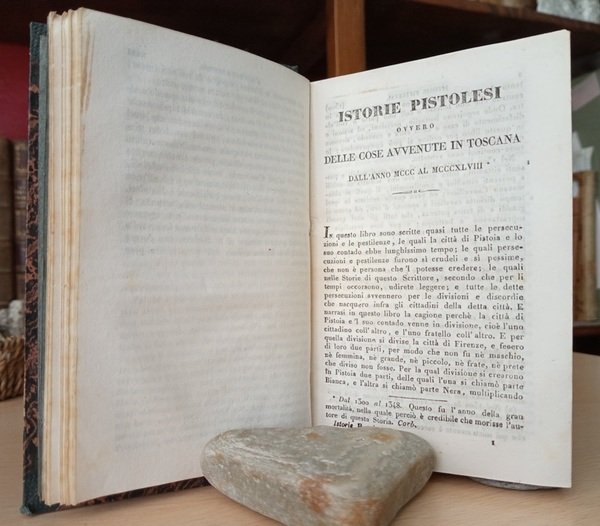 ISTORIE PISTOLESI
OVVERO
DELLE COSE AVVENUTE IN TOSCANA
DALL'ANNO MCCC AL MCCCXLVIII *
In questo libro sono scritte quasi tutte le persecu-
zioni e le pestilenze, le quali la città di Pistoia e lo
suo contado ebbe lunghissimo tempo; le quali perse-
cuzioni e pestilenze furono sì crudeli e sì pessime,
che non è persona che 'l potesse credere; le quali
nelle Storie di questo Scrittore, secondo che per li
tempi occorsono, udirete leggere; e tutte le dette
persecuzioni avvennero per le divisioni e discordie
che nacquero infra gli cittadini della detta città. E
narrasi in questo libro la cagione perchè la città di
Pistoia e 'l suo contado venne in divisione, cioè l'uno
cittadino coll'altro, e l'uno fratello coll'altro. E per
quella divisione si divise la città di Firenze, e fenero
di loro due parti, per modo che non fu nè maschio,
nè femina, nè grande, nè piccolo, nè frate, nè prete
che diviso non fosse. Per la qual divisione si crearono
in Pistoia due parti, delle quali l'una si chiamò parte
Bianca, e l'altra si chiamò parte Nera, multiplicando
* Dal 1300 al 1348. Questo fu l'anno della gran
mortalità, nella quale perciò è credibile che morisse l'au-
tore di questa Storia. Corb.
Istorie P
1